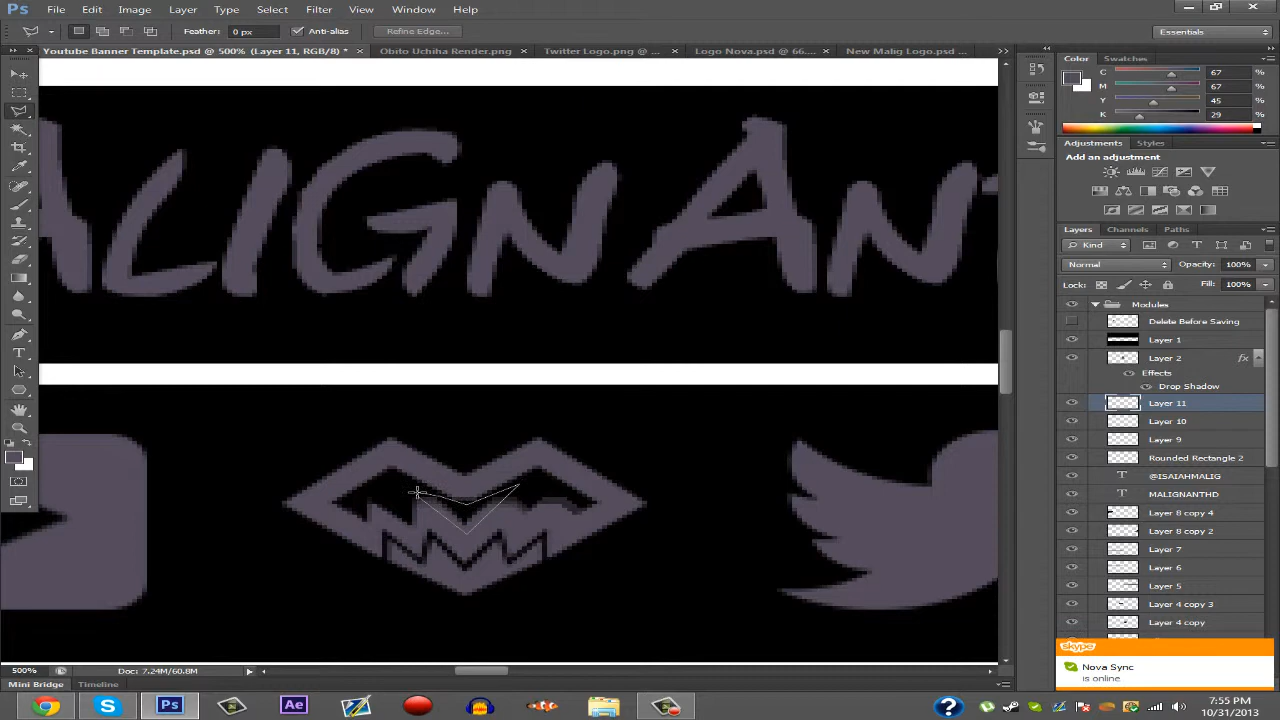 Ps File Edit Image Layer Type Select Filter View Window Help
Feather: 0 px Anti-alias Refine Edge... Essentials
Youtube Banner Template.psd @ 500% (Layer 11, RGB/8) * × Obito Uchiha Render.png × Twitter Logo.png @ ... × Logo Nova.psd @ 66.... × New Malig Logo.psd ... >>
Color Swatches
C 67 %
M 67 %
Y 45 %
K 29 %
Adjustments Styles
Add an adjustment
Layers Channels Paths
Kind
Normal Opacity: 100%
Lock: Fill: 100%
Modules
Delete Before Saving
Layer 1
Layer 2 fx
Effects
Drop Shadow
Layer 11
Layer 10
Layer 9
Rounded Rectangle 2
T @ISAIAHMALIG
T MALIGNANTHD
Layer 8 copy 4
Layer 8 copy 2
Layer 7
Layer 6
Layer 5
Layer 4 copy 3
Layer 4 copy
ALIGNANT
skype
Nova Sync
is online.
500% Doc: 7.24M/60.8M
Mini Bridge Timeline
S Ps Ae ?
7:55 PM
10/31/2013